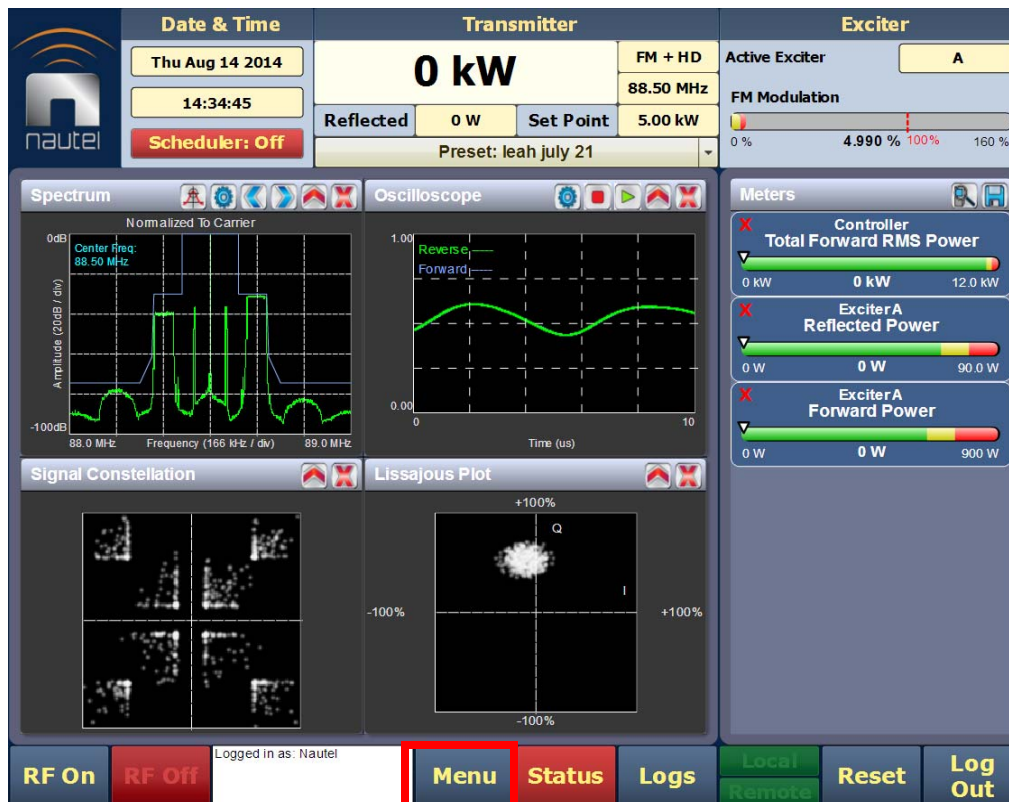 nautel
Date & Time
Thu Aug 14 2014
14:34:45
Scheduler: Off
Transmitter
0 kW
FM + HD
88.50 MHz
Reflected 0 W Set Point 5.00 kW
Preset: leah july 21
Exciter
Active Exciter A
FM Modulation
0 % 4.990 % 100% 160 %
Spectrum
Normalized To Carrier
0dB
Center Freq:
88.50 MHz
Amplitude (20dB / div)
-100dB
88.0 MHz Frequency (166 kHz / div) 89.0 MHz
Oscilloscope
1.00
Reverse
Forward
0.00
0 10
Time (us)
Signal Constellation
Lissajous Plot
+100%
Q
I
-100% +100%
-100%
Meters
Controller
Total Forward RMS Power
0 kW 0 kW 12.0 kW
Exciter A
Reflected Power
0 W 0 W 90.0 W
Exciter A
Forward Power
0 W 0 W 900 W
RF On
RF Off
Logged in as: Nautel
Menu
Status
Logs
Local
Remote
Reset
Log
Out